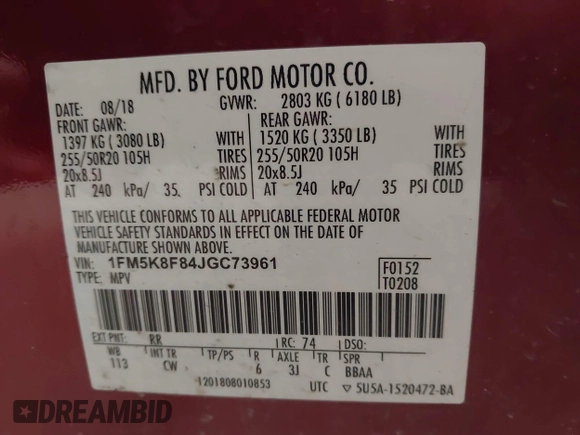 MFD. BY FORD MOTOR CO.
DATE: 08/18 GVWR: 2803 KG ( 6180 LB)
FRONT GAWR: REAR GAWR:
1397 KG ( 3080 LB) WITH 1520 KG ( 3350 LB) WITH
255/50R20 105H TIRES 255/50R20 105H TIRES
20x8.5J RIMS 20x8.5J RIMS
AT 240 kPa/ 35 PSI COLD AT 240 kPa/ 35 PSI COLD
THIS VEHICLE CONFORMS TO ALL APPLICABLE FEDERAL MOTOR
VEHICLE SAFETY STANDARDS IN EFFECT ON THE DATE OF
MANUFACTURE SHOWN ABOVE.
VIN: 1FM5K8F84JGC73961 F0152
TYPE: MPV T0208
EXT PNT: RR RC: 74 DSO:
WB INT TR TP/PS R AXLE TR SPR
113 CW 6 3J C BBAA
1201808010853 UTC ▽ 5U5A-1520472-BA
DREAMBID